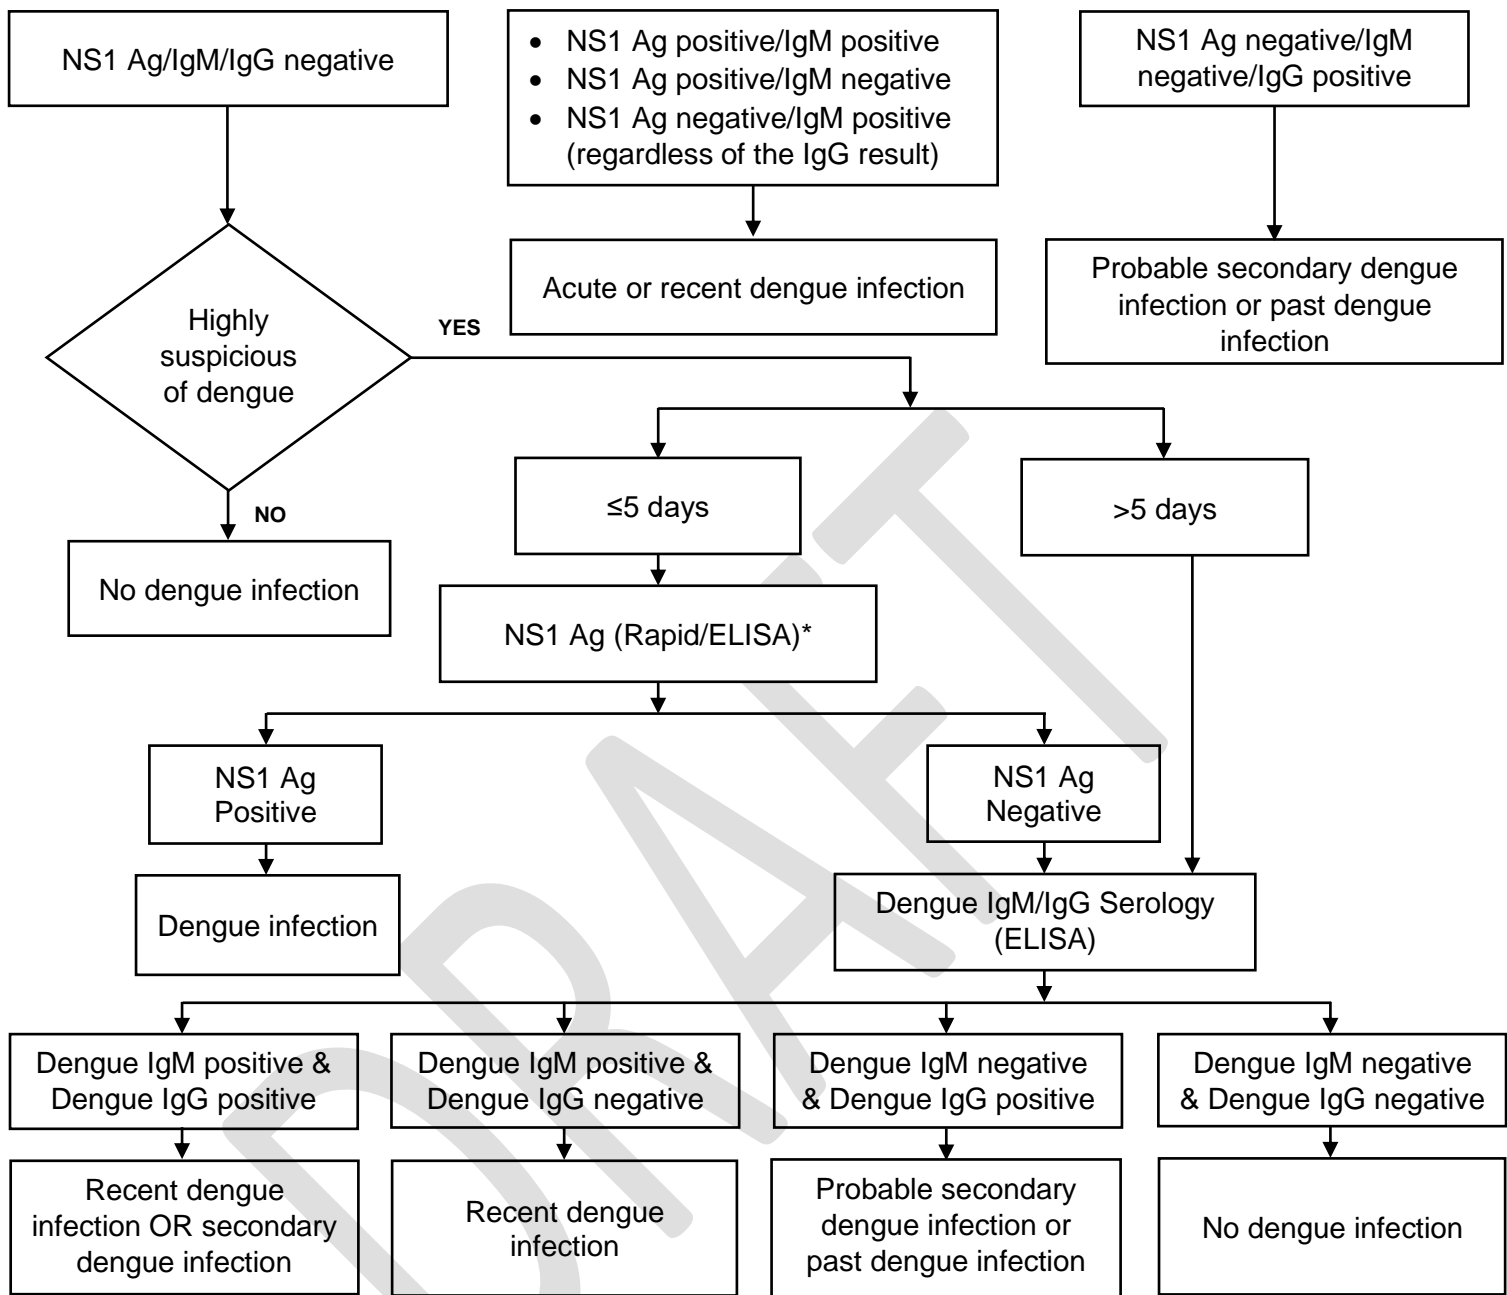 NS1 Ag/IgM/IgG negative
• NS1 Ag positive/IgM positive
• NS1 Ag positive/IgM negative
• NS1 Ag negative/IgM positive
(regardless of the IgG result)
NS1 Ag negative/IgM
negative/IgG positive
Highly
suspicious
of dengue
YES
NO
Acute or recent dengue infection
Probable secondary dengue
infection or past dengue
infection
≤5 days
>5 days
No dengue infection
NS1 Ag (Rapid/ELISA)*
NS1 Ag
Positive
NS1 Ag
Negative
Dengue infection
Dengue IgM/IgG Serology
(ELISA)
Dengue IgM positive &
Dengue IgG positive
Dengue IgM positive &
Dengue IgG negative
Dengue IgM negative
& Dengue IgG positive
Dengue IgM negative
& Dengue IgG negative
Recent dengue
infection OR secondary
dengue infection
Recent dengue
infection
Probable secondary
dengue infection or
past dengue infection
No dengue infection
DRAFT